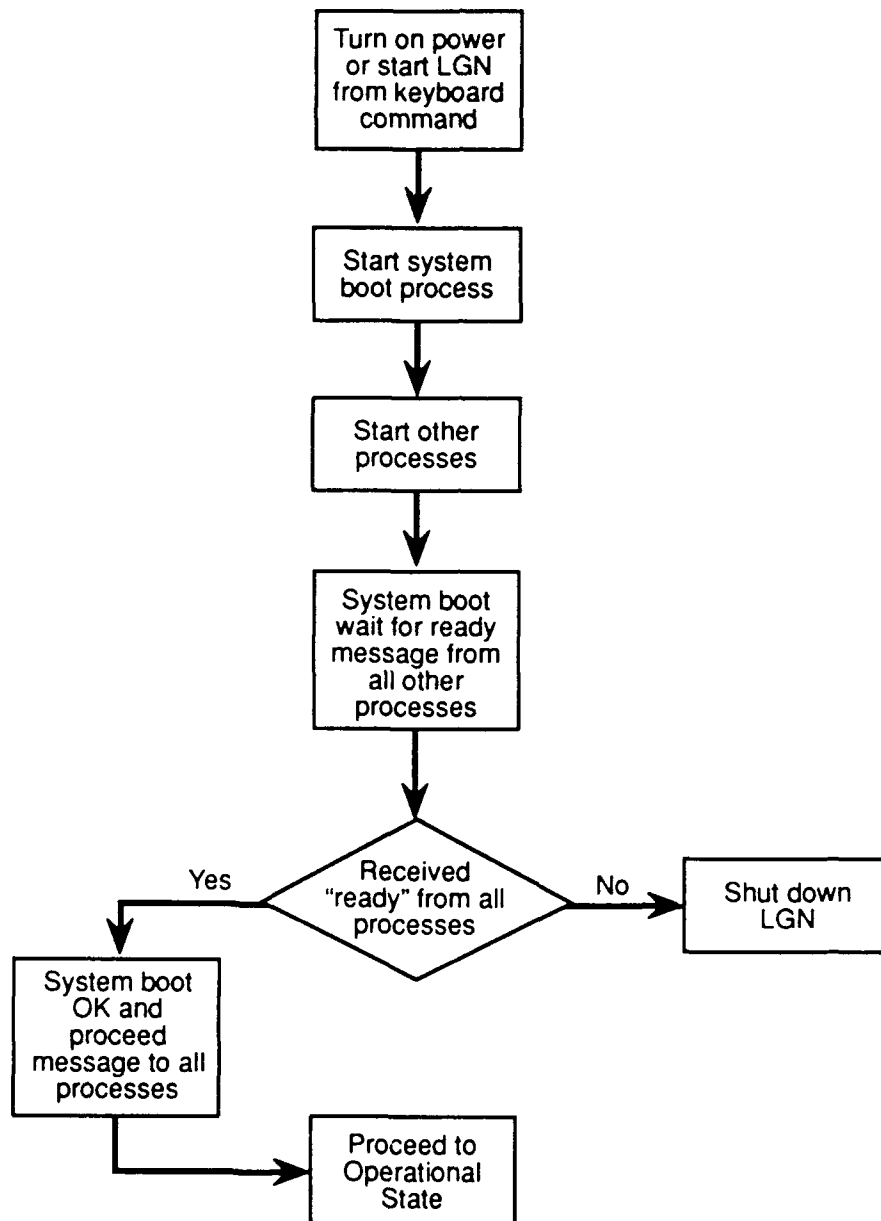 Turn on power
or start LGN
from keyboard
command
Start system
boot process
Start other
processes
System boot
wait for ready
message from
all other
processes
Received
“ready” from all
processes
Yes
No
Shut down
LGN
System boot
OK and
proceed
message to all
processes
Proceed to
Operational
State